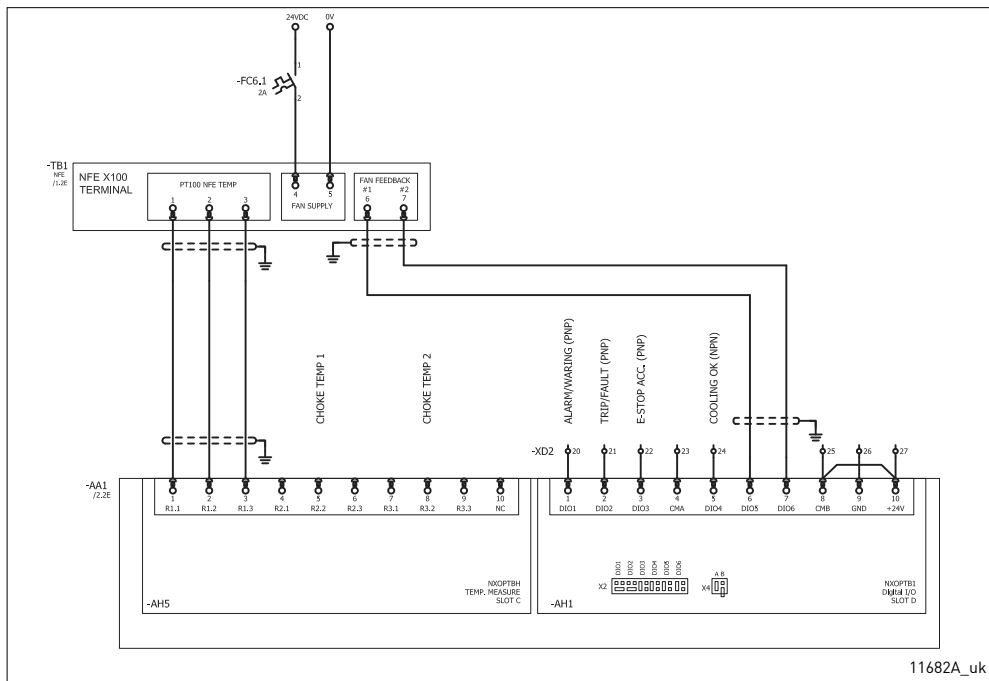 24VDC 0V
1
-FC6.1
2A
2
-TB1
NFE
/1.2E
NFE X100
TERMINAL
PT100 NFE TEMP
1 2 3
4 5
FAN SUPPLY
FAN FEEDBACK
#1 #2
6 7
CHOKE TEMP 1
CHOKE TEMP 2
ALARM/WARING (PNP)
TRIP/FAULT (PNP)
E-STOP ACC. (PNP)
COOLING OK (NPN)
-XD2 20 21 22 23 24 25 26 27
-AA1
/2.2E
1 2 3 4 5 6 7 8 9 10
R1.1 R1.2 R1.3 R2.1 R2.2 R2.3 R3.1 R3.2 R3.3 NC
1 2 3 4 5 6 7 8 9 10
DIO1 DIO2 DIO3 CMA DIO4 DIO5 DIO6 CMB GND +24V
-AH5
NXOPTBH
TEMP. MEASURE
SLOT C
-AH1
X2
DIO1 DIO2 DIO3 DIO4 DIO5 DIO6
X4
A B
NXOPTB1
Digital I/O
SLOT D
11682A_uk